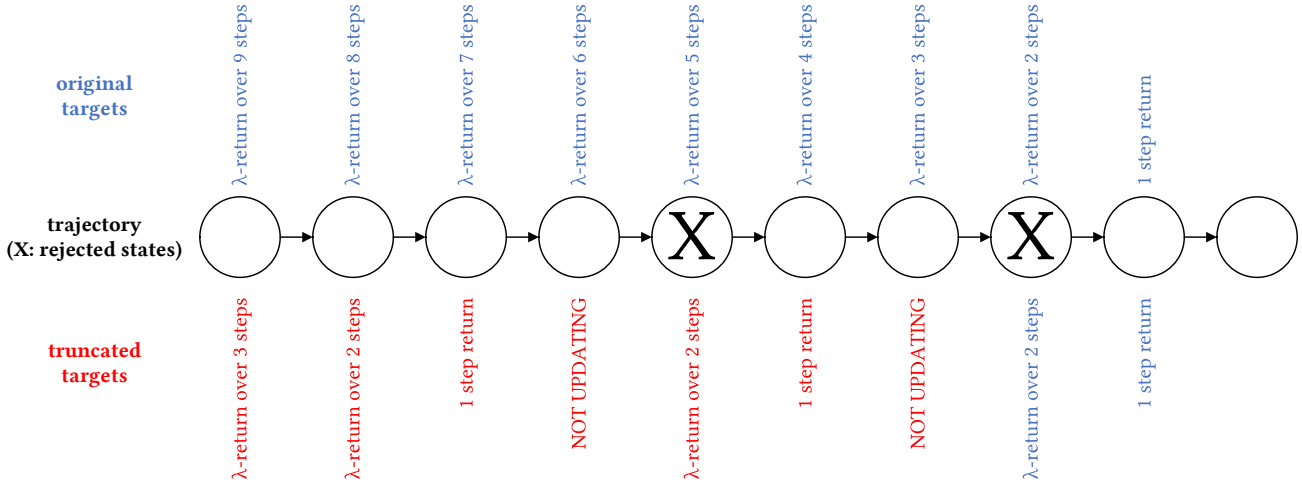 original
targets
λ-return over 9 steps
λ-return over 8 steps
λ-return over 7 steps
λ-return over 6 steps
λ-return over 5 steps
λ-return over 4 steps
λ-return over 3 steps
λ-return over 2 steps
1 step return
trajectory
(X: rejected states)
X
X
truncated
targets
λ-return over 3 steps
λ-return over 2 steps
1 step return
NOT UPDATING
λ-return over 2 steps
1 step return
NOT UPDATING
λ-return over 2 steps
1 step return